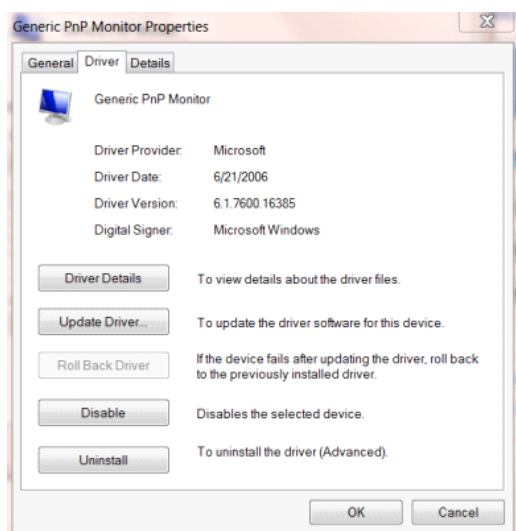 Generic PnP Monitor Properties
General Driver Details
Generic PnP Monitor
Driver Provider: Microsoft
Driver Date: 6/21/2006
Driver Version: 6.1.7600.16385
Digital Signer: Microsoft Windows
Driver Details To view details about the driver files.
Update Driver... To update the driver software for this device.
Roll Back Driver If the device fails after updating the driver, roll back
to the previously installed driver.
Disable Disables the selected device.
Uninstall To uninstall the driver (Advanced).
OK Cancel